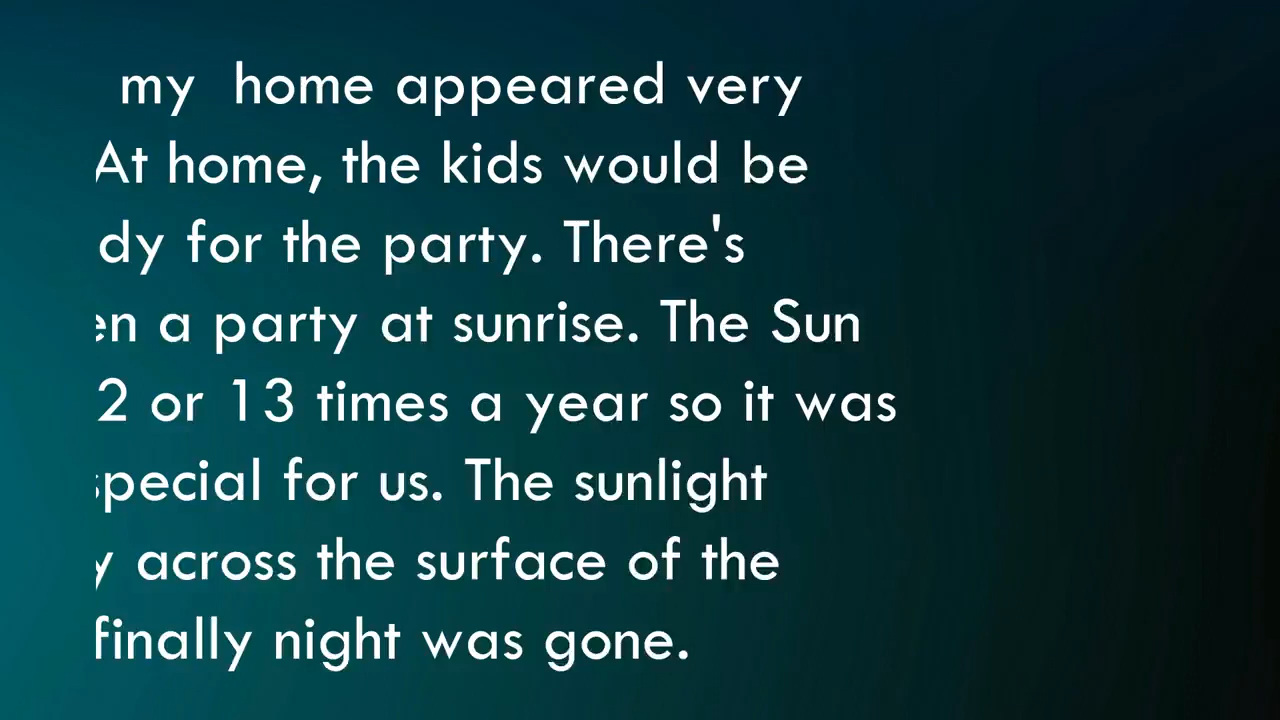 my home appeared very
At home, the kids would be
dy for the party. There's
en a party at sunrise. The Sun
2 or 13 times a year so it was
special for us. The sunlight
y across the surface of the
finally night was gone.